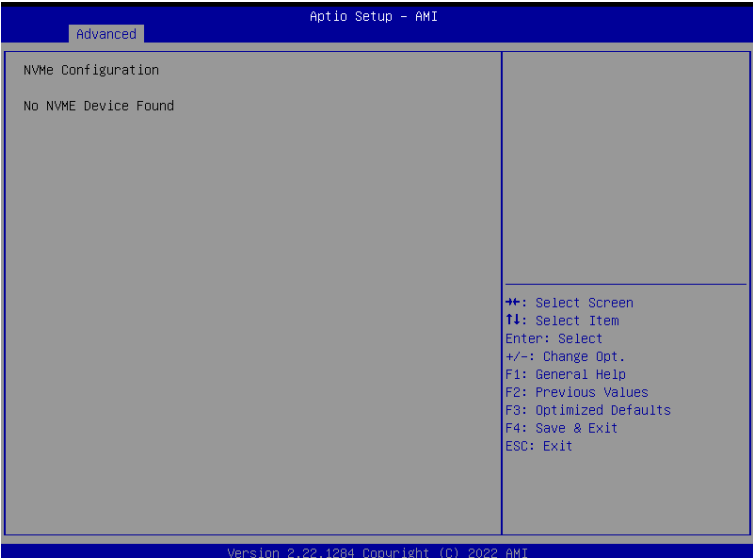 Aptio Setup – AMI
Advanced
NVMe Configuration
No NVME Device Found
→←: Select Screen
↑↓: Select Item
Enter: Select
+/-: Change Opt.
F1: General Help
F2: Previous Values
F3: Optimized Defaults
F4: Save & Exit
ESC: Exit
Version 2.22.1284 Copyright (C) 2022 AMI